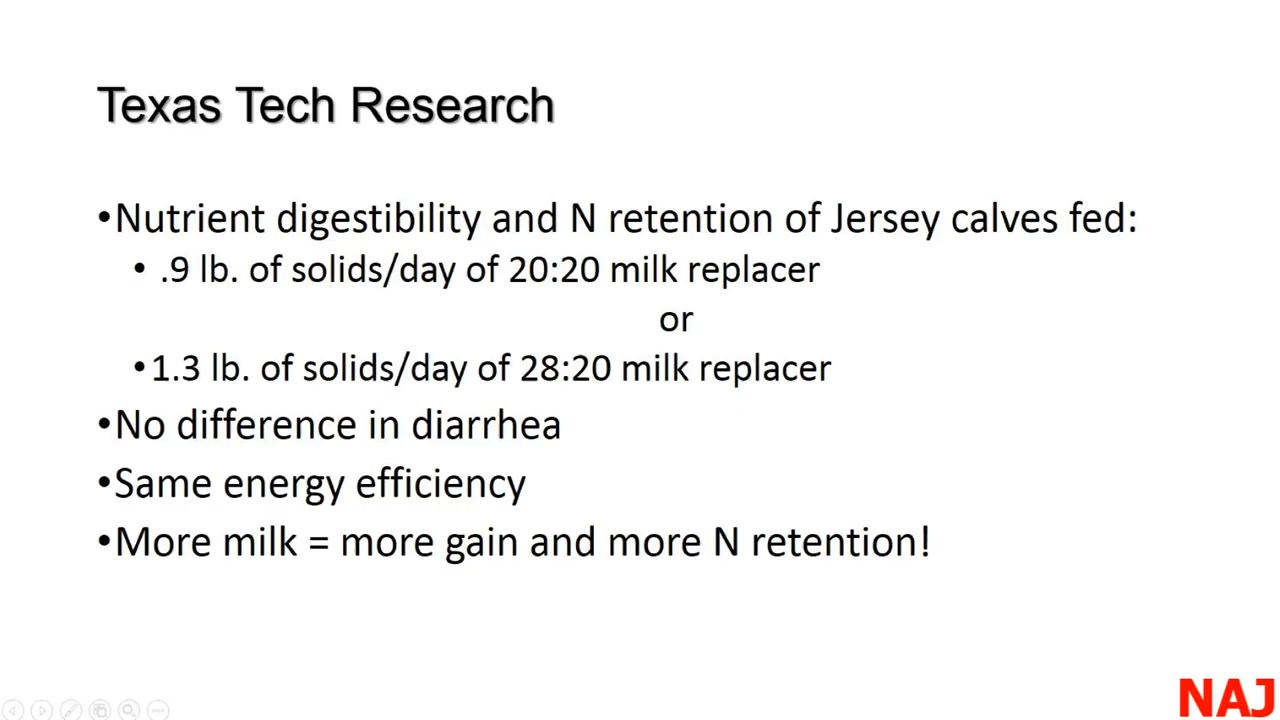 Texas Tech Research
•Nutrient digestibility and N retention of Jersey calves fed:
• .9 lb. of solids/day of 20:20 milk replacer
or
•1.3 lb. of solids/day of 28:20 milk replacer
•No difference in diarrhea
•Same energy efficiency
•More milk = more gain and more N retention!
NAJ